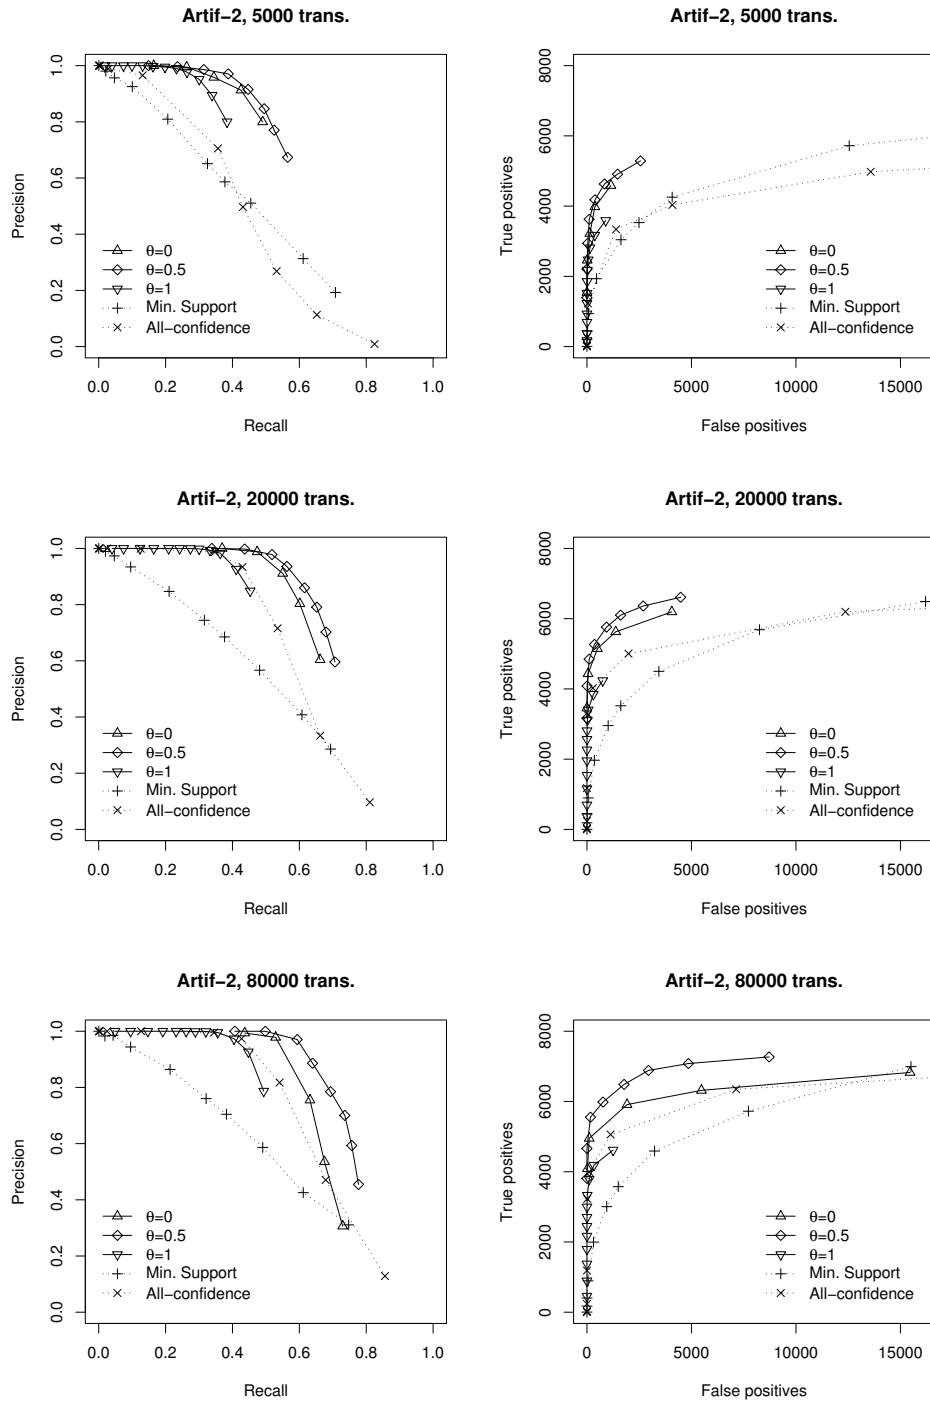 Artif−2, 5000 trans.
Precision
0.0 0.2 0.4 0.6 0.8 1.0
θ=0
θ=0.5
θ=1
Min. Support
All−confidence
0.0 0.2 0.4 0.6 0.8 1.0
Recall
Artif−2, 5000 trans.
True positives
0 2000 4000 6000 8000
θ=0
θ=0.5
θ=1
Min. Support
All−confidence
0 5000 10000 15000
False positives
Artif−2, 20000 trans.
Precision
0.0 0.2 0.4 0.6 0.8 1.0
θ=0
θ=0.5
θ=1
Min. Support
All−confidence
0.0 0.2 0.4 0.6 0.8 1.0
Recall
Artif−2, 20000 trans.
True positives
0 2000 4000 6000 8000
θ=0
θ=0.5
θ=1
Min. Support
All−confidence
0 5000 10000 15000
False positives
Artif−2, 80000 trans.
Precision
0.0 0.2 0.4 0.6 0.8 1.0
θ=0
θ=0.5
θ=1
Min. Support
All−confidence
0.0 0.2 0.4 0.6 0.8 1.0
Recall
Artif−2, 80000 trans.
True positives
0 2000 4000 6000 8000
θ=0
θ=0.5
θ=1
Min. Support
All−confidence
0 5000 10000 15000
False positives